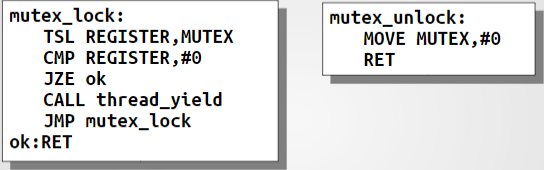 mutex_lock:
TSL REGISTER,MUTEX
CMP REGISTER,#0
JZE ok
CALL thread_yield
JMP mutex_lock
ok:RET
mutex_unlock:
MOVE MUTEX,#0
RET